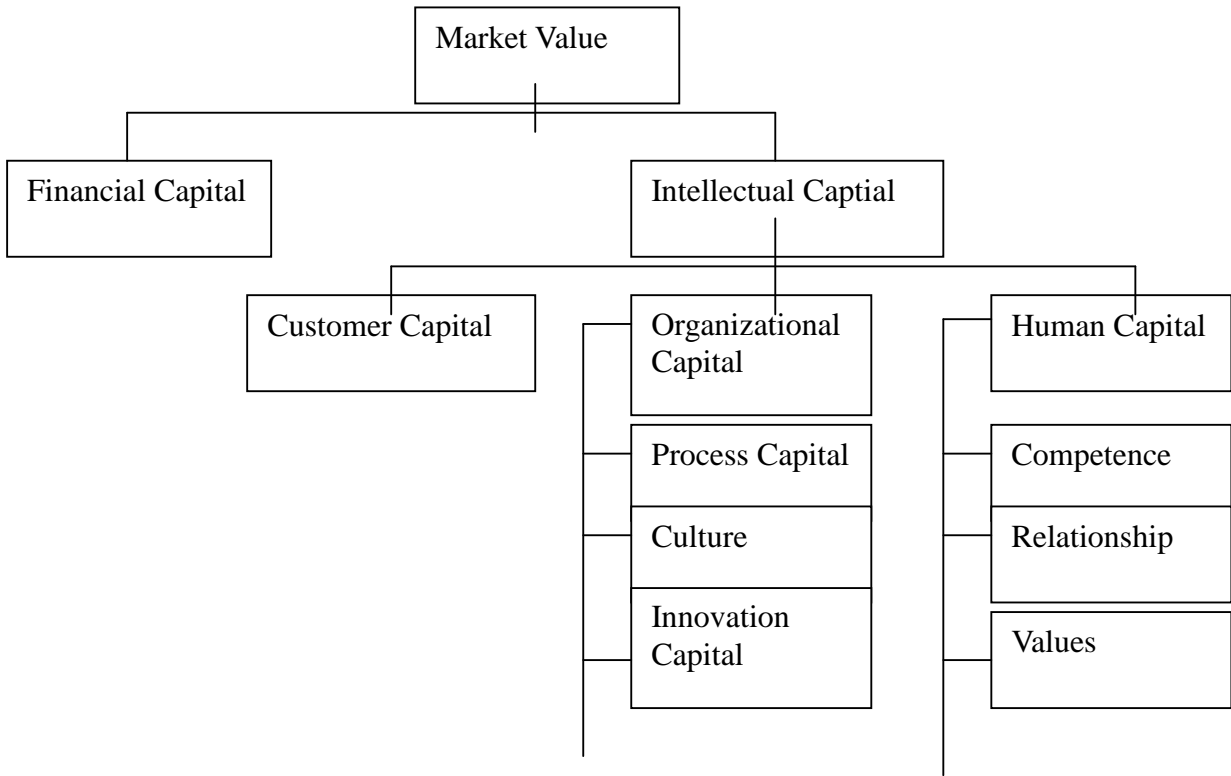 Market Value
Financial Capital
Intellectual Captial
Customer Capital
Organizational
Capital
Human Capital
Process Capital
Competence
Culture
Relationship
Innovation
Capital
Values